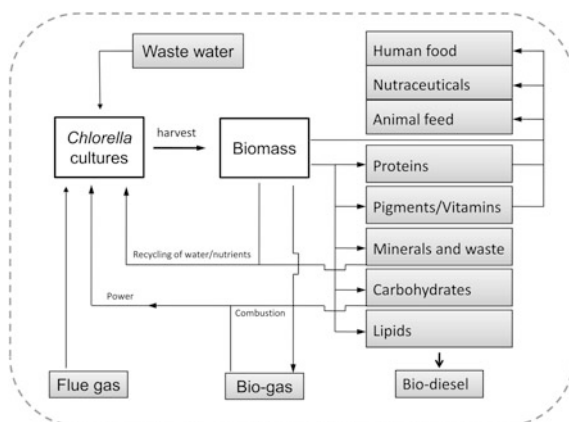 Waste water
Human food
Nutraceuticals
Animal feed
Chlorella
cultures
harvest
Biomass
Proteins
Pigments/Vitamins
Recycling of water/nutrients
Minerals and waste
Power
Combustion
Carbohydrates
Lipids
Flue gas
Bio-gas
Bio-diesel